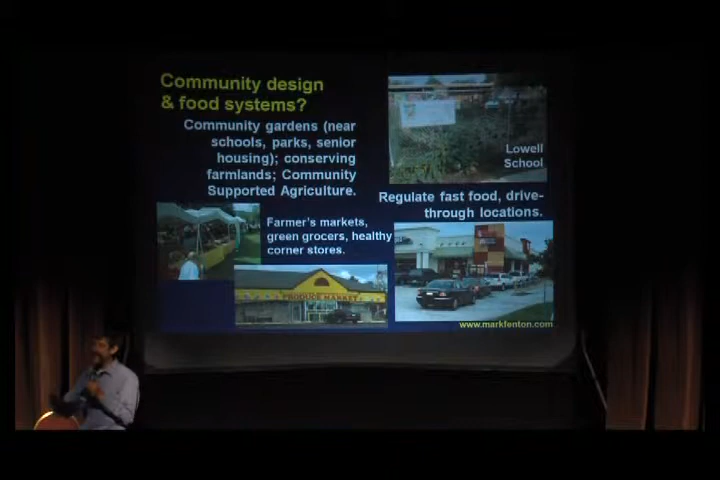 Community design
& food systems?
Community gardens (near
schools, parks, senior
housing); conserving
farmlands; Community
Supported Agriculture.
Lowell
School
Regulate fast food, drive-
through locations.
Farmer's markets,
green grocers, healthy
corner stores.
PRODUCE MARKET
www.markfenton.com